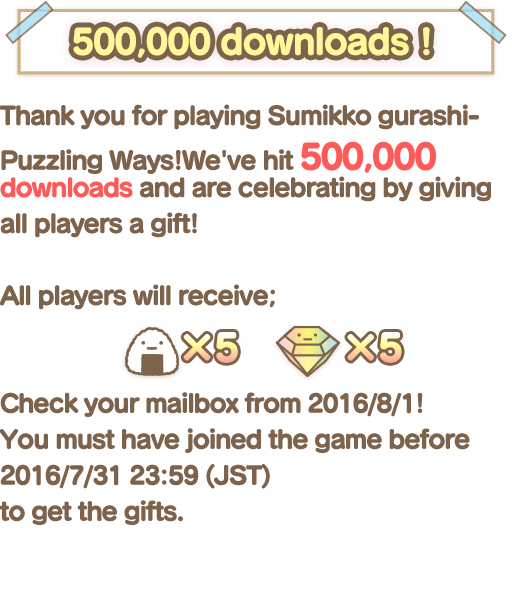 500,000 downloads！
Thank you for playing Sumikko gurashi-
Puzzling Ways!We've hit 500,000
downloads and are celebrating by giving
all players a gift!
All players will receive;
×5 ×5
Check your mailbox from 2016/8/1!
You must have joined the game before
2016/7/31 23:59 (JST)
to get the gifts.